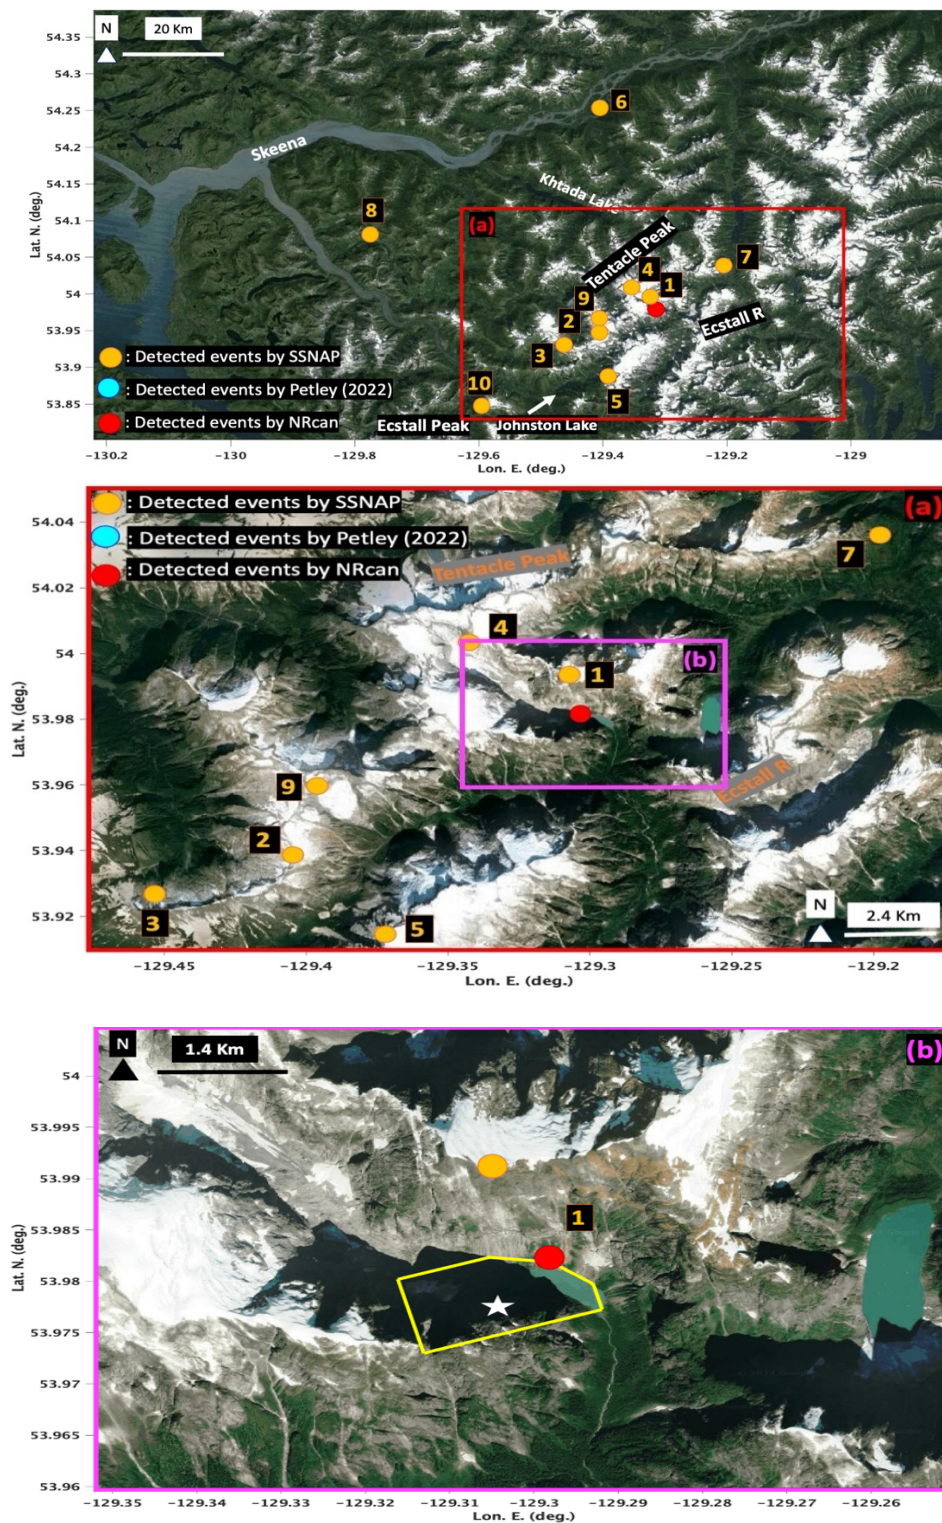 N
20 Km
54.35
54.3
54.25
54.2
54.15
54.1
54.05
54
53.95
53.9
53.85
Lat. N. (deg.)
6
Skeena
Khtada Lake
8
(a)
Tentacle Peak
7
4
1
9
2
Ecstall R
3
: Detected events by SSNAP
: Detected events by Petley (2022)
10
5
: Detected events by NRcan
Ecstall Peak
Johnston Lake
−130.2 −130 −129.8 −129.6 −129.4 −129.2 −129
Lon. E. (deg.)
: Detected events by SSNAP
(a)
: Detected events by Petley (2022)
: Detected events by NRcan
Tentacle Peak
7
4
(b)
1
Ecstall R
9
2
3
5
N
2.4 Km
54.04
54.02
54
53.98
53.96
53.94
53.92
Lat. N. (deg.)
−129.45 −129.4 −129.35 −129.3 −129.25 −129.2
Lon. E. (deg.)
N
1.4 Km
(b)
1
54
53.995
53.99
53.985
53.98
53.975
53.97
53.965
53.96
Lat. N. (deg.)
−129.35 −129.34 −129.33 −129.32 −129.31 −129.3 −129.29 −129.28 −129.27 −129.26
Lon. E. (deg.)